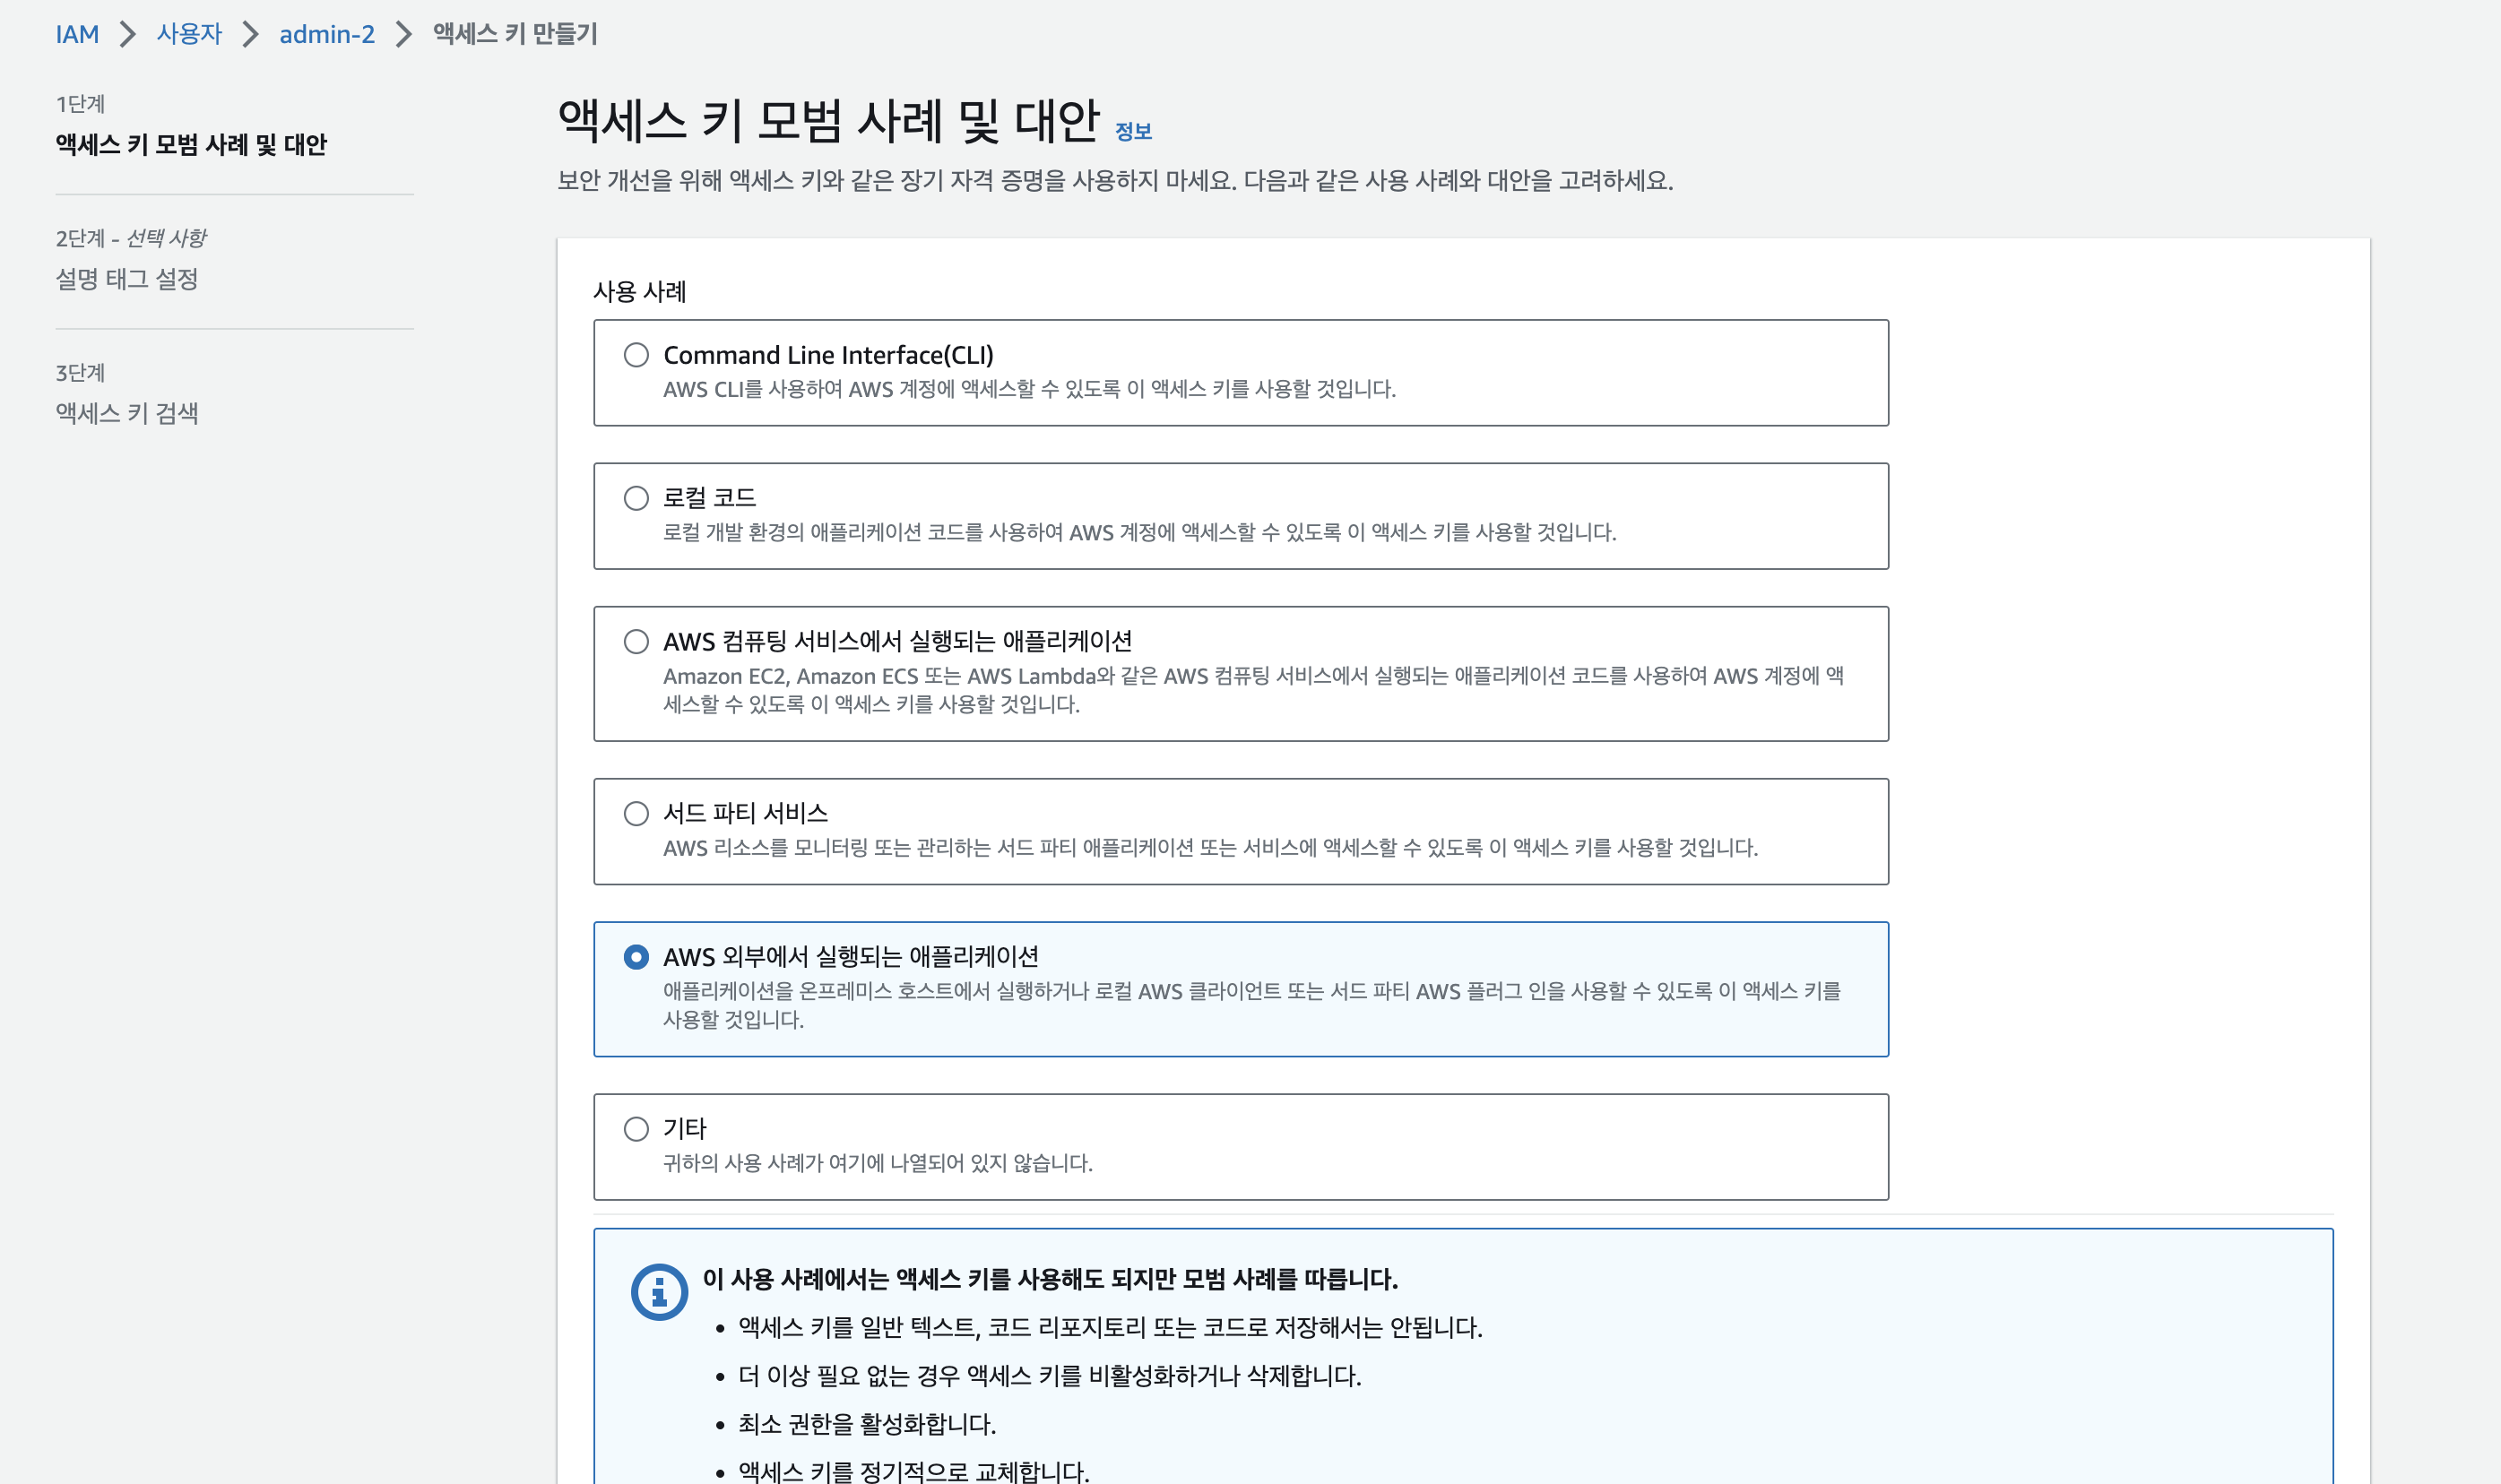 IAM > 사용자 > admin-2 > 액세스 키 만들기
1단계
액세스 키 모범 사례 및 대안
2단계 - 선택 사항
설명 태그 설정
3단계
액세스 키 검색
액세스 키 모범 사례 및 대안 정보
보안 개선을 위해 액세스 키와 같은 장기 자격 증명을 사용하지 마세요. 다음과 같은 사용 사례와 대안을 고려하세요.
사용 사례
Command Line Interface(CLI)
AWS CLI를 사용하여 AWS 계정에 액세스할 수 있도록 이 액세스 키를 사용할 것입니다.
로컬 코드
로컬 개발 환경의 애플리케이션 코드를 사용하여 AWS 계정에 액세스할 수 있도록 이 액세스 키를 사용할 것입니다.
AWS 컴퓨팅 서비스에서 실행되는 애플리케이션
Amazon EC2, Amazon ECS 또는 AWS Lambda와 같은 AWS 컴퓨팅 서비스에서 실행되는 애플리케이션 코드를 사용하여 AWS 계정에 액
세스할 수 있도록 이 액세스 키를 사용할 것입니다.
서드 파티 서비스
AWS 리소스를 모니터링 또는 관리하는 서드 파티 애플리케이션 또는 서비스에 액세스할 수 있도록 이 액세스 키를 사용할 것입니다.
AWS 외부에서 실행되는 애플리케이션
애플리케이션을 온프레미스 호스트에서 실행하거나 로컬 AWS 클라이언트 또는 서드 파티 AWS 플러그 인을 사용할 수 있도록 이 액세스 키를
사용할 것입니다.
기타
귀하의 사용 사례가 여기에 나열되어 있지 않습니다.
이 사용 사례에서는 액세스 키를 사용해도 되지만 모범 사례를 따릅니다.
• 액세스 키를 일반 텍스트, 코드 리포지토리 또는 코드로 저장해서는 안됩니다.
• 더 이상 필요 없는 경우 액세스 키를 비활성화하거나 삭제합니다.
• 최소 권한을 활성화합니다.
• 액세스 키를 정기적으로 교체합니다.